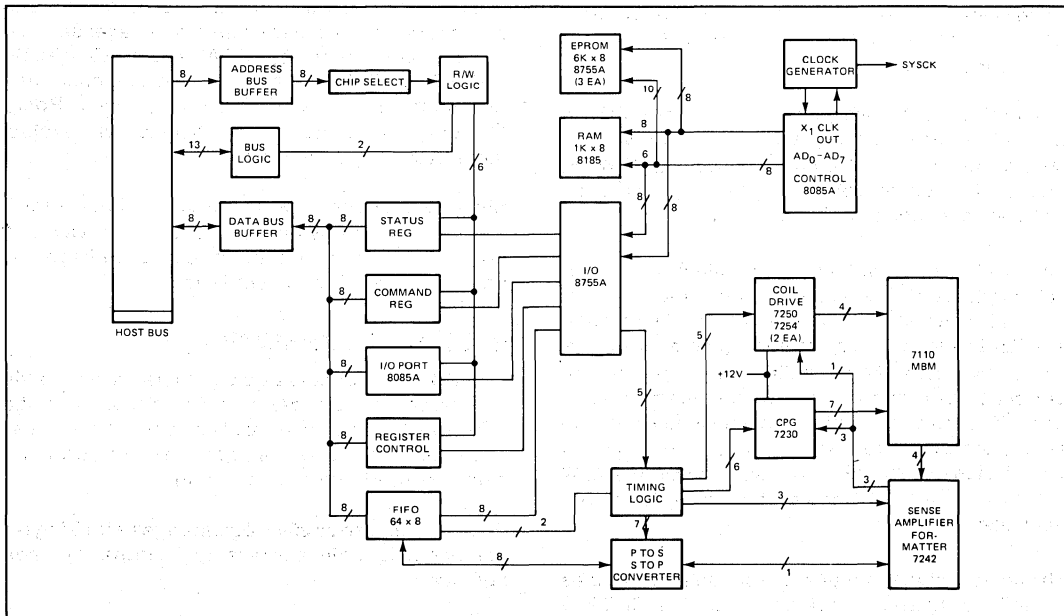 HOST BUS
8
ADDRESS
BUS
BUFFER
8
CHIP SELECT
R/W
LOGIC
13
BUS
LOGIC
2
6
8
DATA BUS
BUFFER
8
8
STATUS
REG
8
COMMAND
REG
8
I/O PORT
8085A
8
REGISTER
CONTROL
8
FIFO
64 x 8
8
2
8
EPROM
6K x 8
8755A
(3 EA)
10
8
RAM
1K x 8
8185
8
6
8
8
8
CLOCK
GENERATOR
SYSCK
X1 CLK
OUT
AD0-AD7
CONTROL
8085A
I/O
8755A
5
TIMING
LOGIC
7
P TO S
S TO P
CONVERTER
5
6
3
1
COIL
DRIVE
7250
7254
(2 EA)
4
1
+12V
CPG
7230
7
3
7110
MBM
4
3
SENSE
AMPLIFIER
FOR-
MATTER
7242